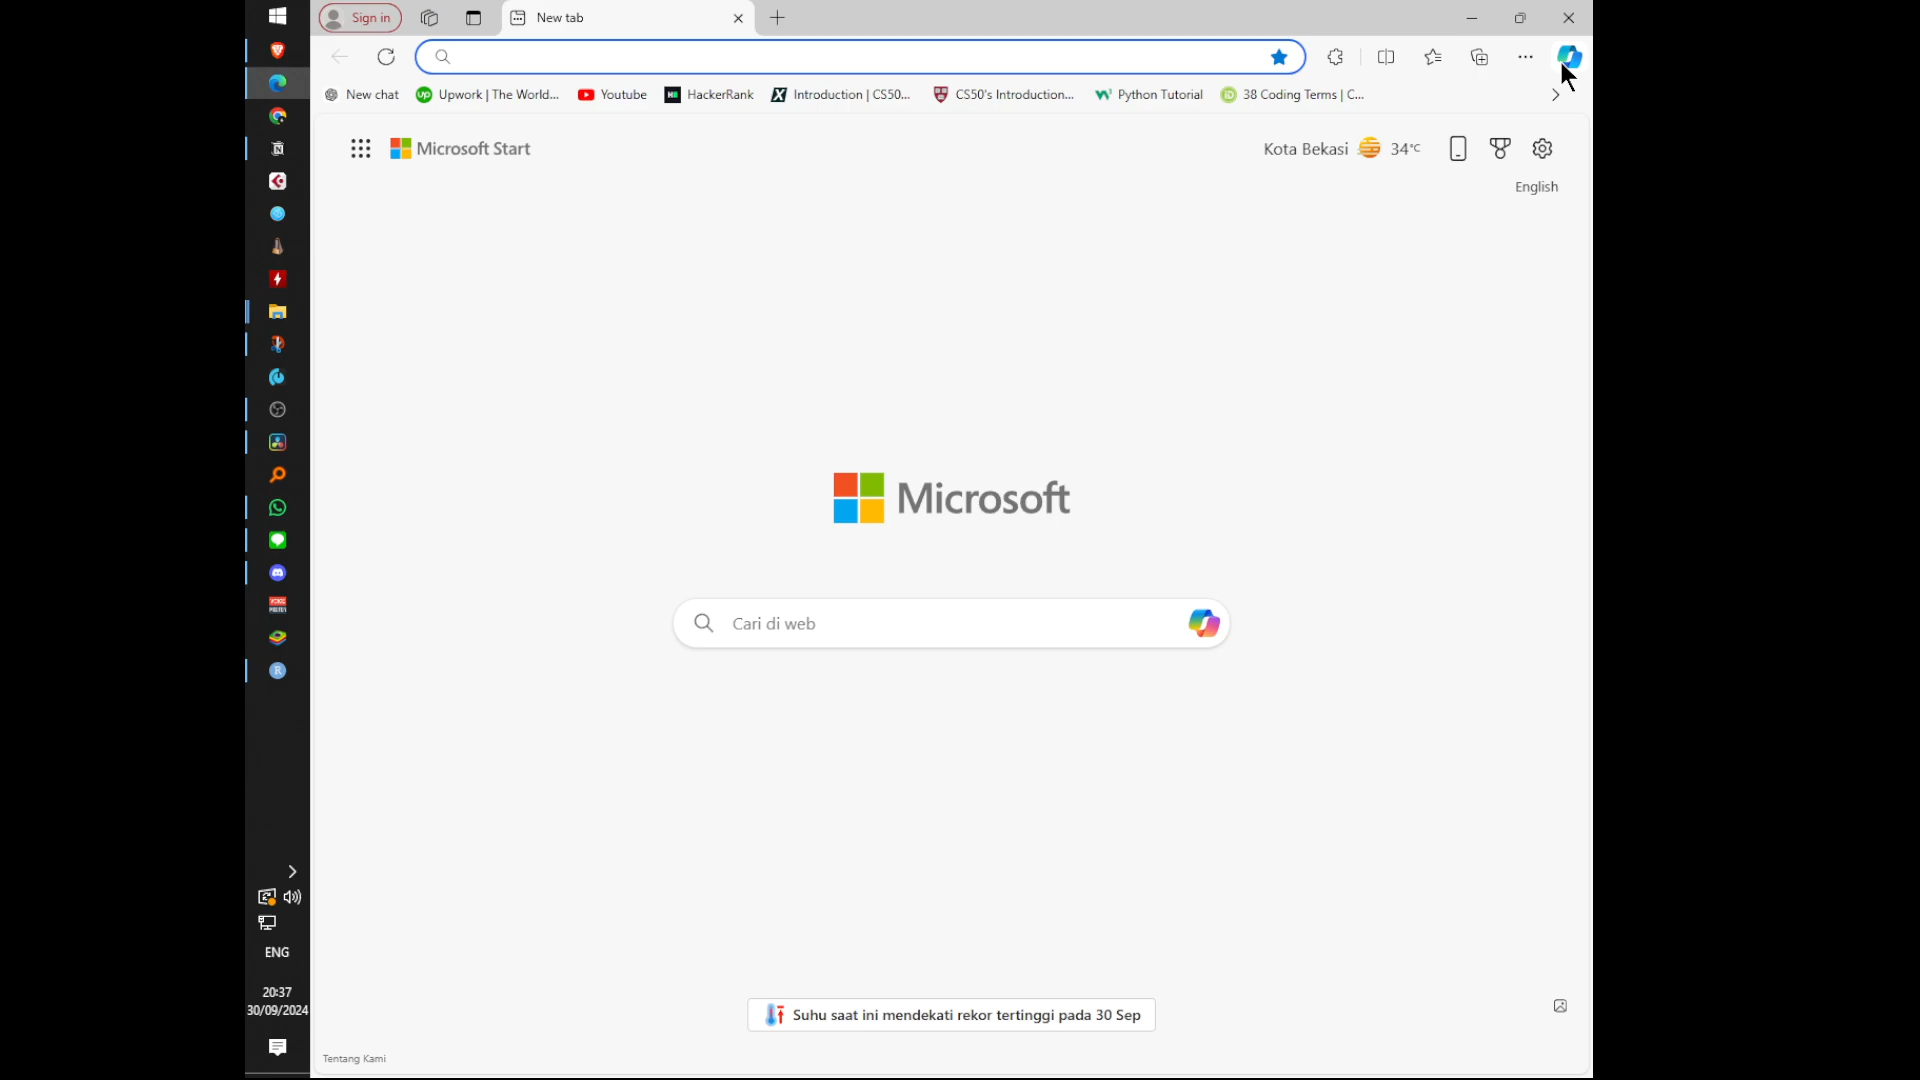 Sign in
New tab
New chat
Upwork | The World...
Youtube
HackerRank
Introduction | CS50...
CS50's Introduction...
Python Tutorial
38 Coding Terms | C...
Microsoft Start
Kota Bekasi
34°C
English
Microsoft
Cari di web
Suhu saat ini mendekati rekor tertinggi pada 30 Sep
Tentang Kami
ENG
20:37
30/09/2024